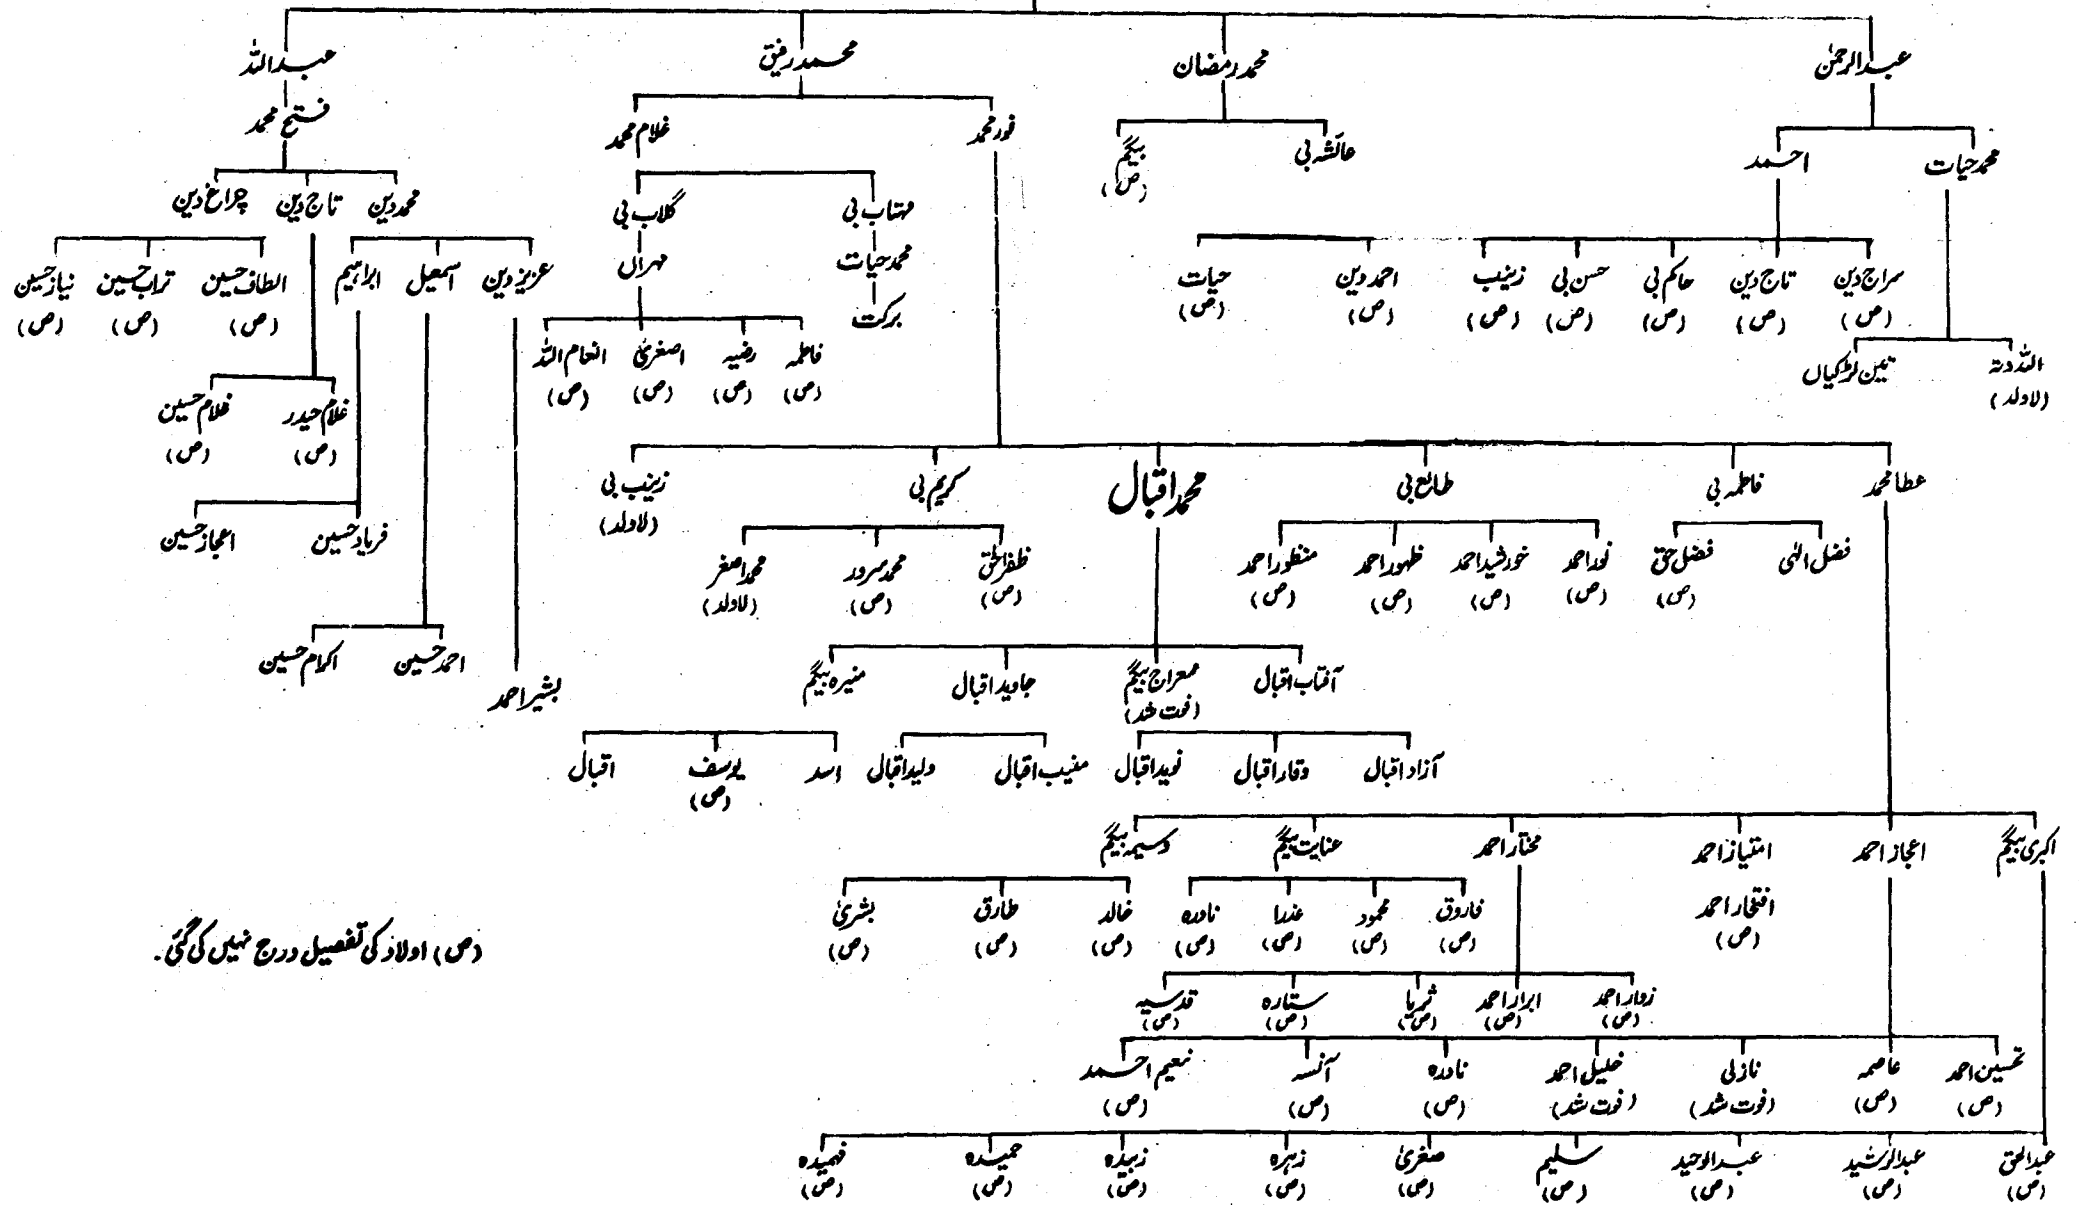 عبدالرحمٰن محمد رمضان محمد رفیق عبداللہ
فتح محمد
محمد حیات احمد عائشہ بی بیگم نور محمد غلام محمد
(ص)
محمد دین تاج دین چراغ دین
مہتاب بی گلاب بی
محمد حیات مہراں
برکت
سراج دین تاج دین حاکم بی حسن بی زینب احمد دین حیات
(ص) (ص) (ص) (ص) (ص) (ص) (ص)
عزیز دین اسمٰعیل ابراہیم الطاف حسین تراب حسین نیاز حسین
(ص) (ص) (ص)
اللہ دتہ تین لڑکیاں
(لاولد)
فاطمہ رضیہ اصغریٰ انعام اللہ
(ص) (ص) (ص) (ص)
غلام حیدر غلام حسین
(ص) (ص)
عطا محمد فاطمہ بی طالع بی محمد اقبال کریم بی زینب بی
(لاولد)
فریاد حسین اعجاز حسین
فضل الٰہی فضل حق نور احمد خورشید احمد ظہور احمد منظور احمد ظفر الحق محمد سرور محمد اصغر
(ص) (ص) (ص) (ص) (ص) (ص) (ص) (لاولد)
احمد حسین اکرام حسین
آفتاب اقبال معراج بیگم جاوید اقبال منیرہ بیگم
(فوت شد)
بشیر احمد
آزاد اقبال وقار اقبال نوید اقبال منیب اقبال ولید اقبال اسد یوسف اقبال
(ص)
اکبری بیگم اعجاز احمد امتیاز احمد مختار احمد عنایت بیگم وسیمہ بیگم
افتخار احمد
(ص)
فاروق محمود عذرا نادرہ خالد طارق بشریٰ
(ص) (ص) (ص) (ص) (ص) (ص) (ص)
(ص) اولاد کی تفصیل درج نہیں کی گئی۔
زوار احمد ابرار احمد ثریا ستارہ قدسیہ
(ص) (ص) (ص) (ص) (ص)
تحسین احمد عاصمہ نازلی خلیل احمد نادرہ آنسہ نعیم احمد
(ص) (ص) (فوت شد) (فوت شد) (ص) (ص) (ص)
عبدالحق عبدالرشید عبدالوحید سلیم صغریٰ زہرہ زبیدہ حمیدہ فہمیدہ
(ص) (ص) (ص) (ص) (ص) (ص) (ص) (ص) (ص)